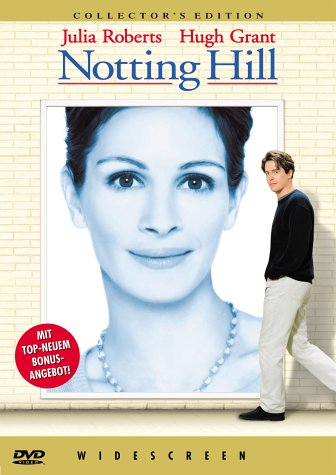 COLLECTOR'S EDITION
Julia Roberts Hugh Grant
Notting Hill
MIT
TOP-NEUEM
BONUS-
ANGEBOT!
DVD
VIDEO
WIDESCREEN